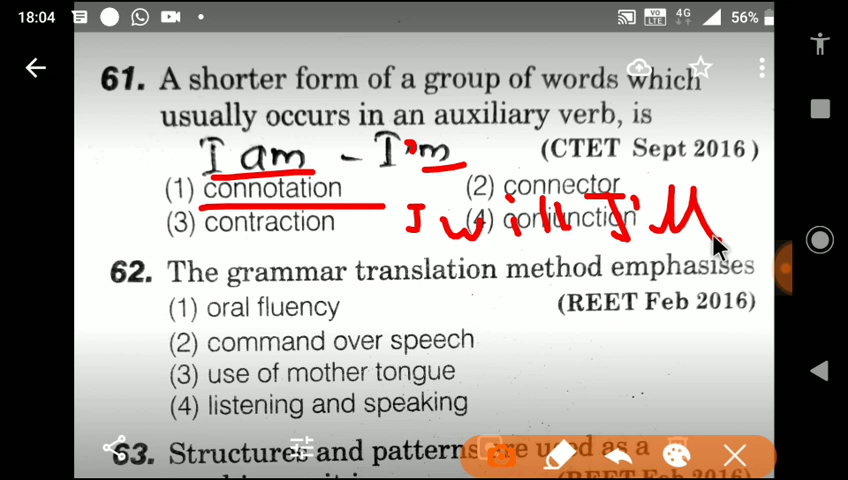 18:04 VO LTE 4G 56%
61. A shorter form of a group of words which
usually occurs in an auxiliary verb, is
I am - I'm (CTET Sept 2016)
(1) connotation (2) connector
(3) contraction (4) conjunction
I will I'll
62. The grammar translation method emphasises
(1) oral fluency (REET Feb 2016)
(2) command over speech
(3) use of mother tongue
(4) listening and speaking
63. Structures and patterns are used as a